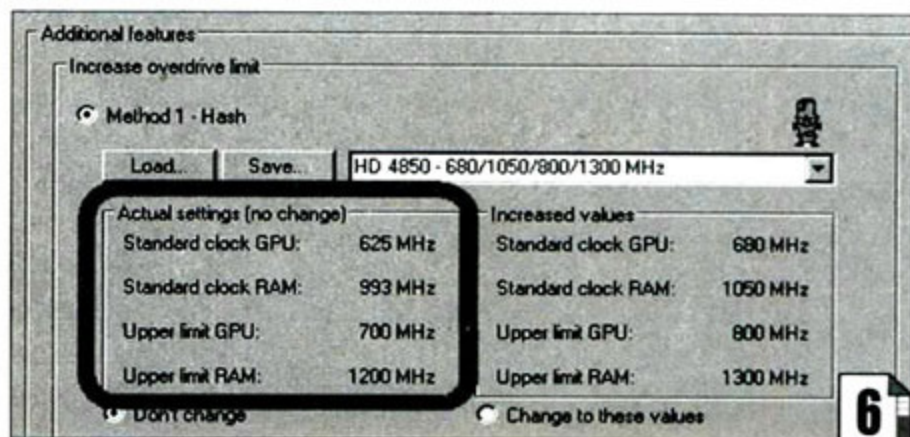 Additional features
Increase overdrive limit
Method 1 - Hash
Load... Save... HD 4850 - 680/1050/800/1300 MHz
Actual settings (no change) Increased values
Standard clock GPU: 625 MHz Standard clock GPU: 680 MHz
Standard clock RAM: 993 MHz Standard clock RAM: 1050 MHz
Upper limit GPU: 700 MHz Upper limit GPU: 800 MHz
Upper limit RAM: 1200 MHz Upper limit RAM: 1300 MHz
Don't change Change to these values
6